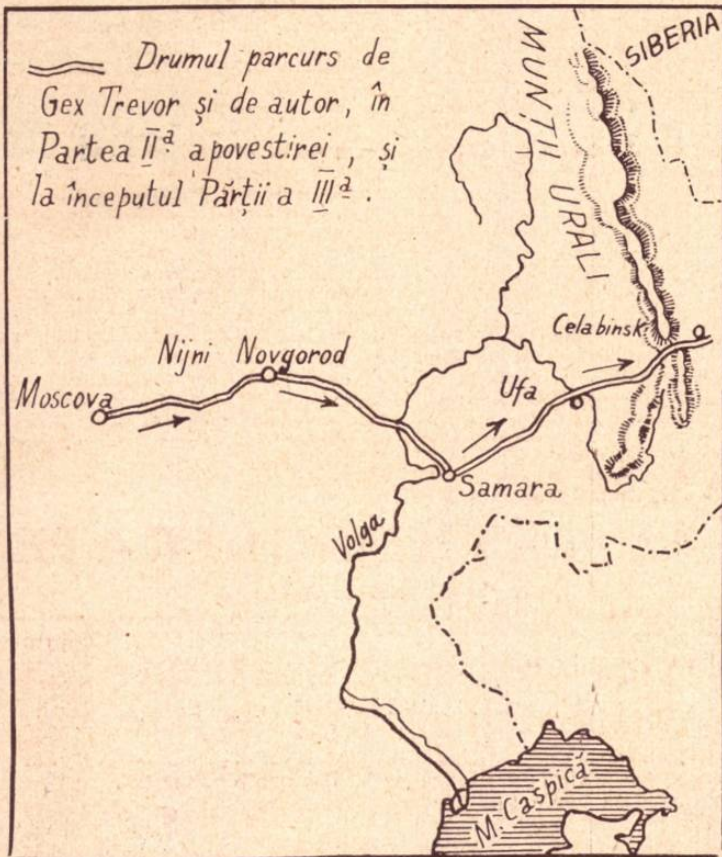 Drumul parcurs de
Gex Trevor și de autor, în
Partea IIª a povestirei, și
la începutul Părții a IIIª.
SIBERIA
MUNȚII URALI
Celabinsk
Nijni Novgorod
Moscova
Ufa
Samara
Volga
M. Caspică